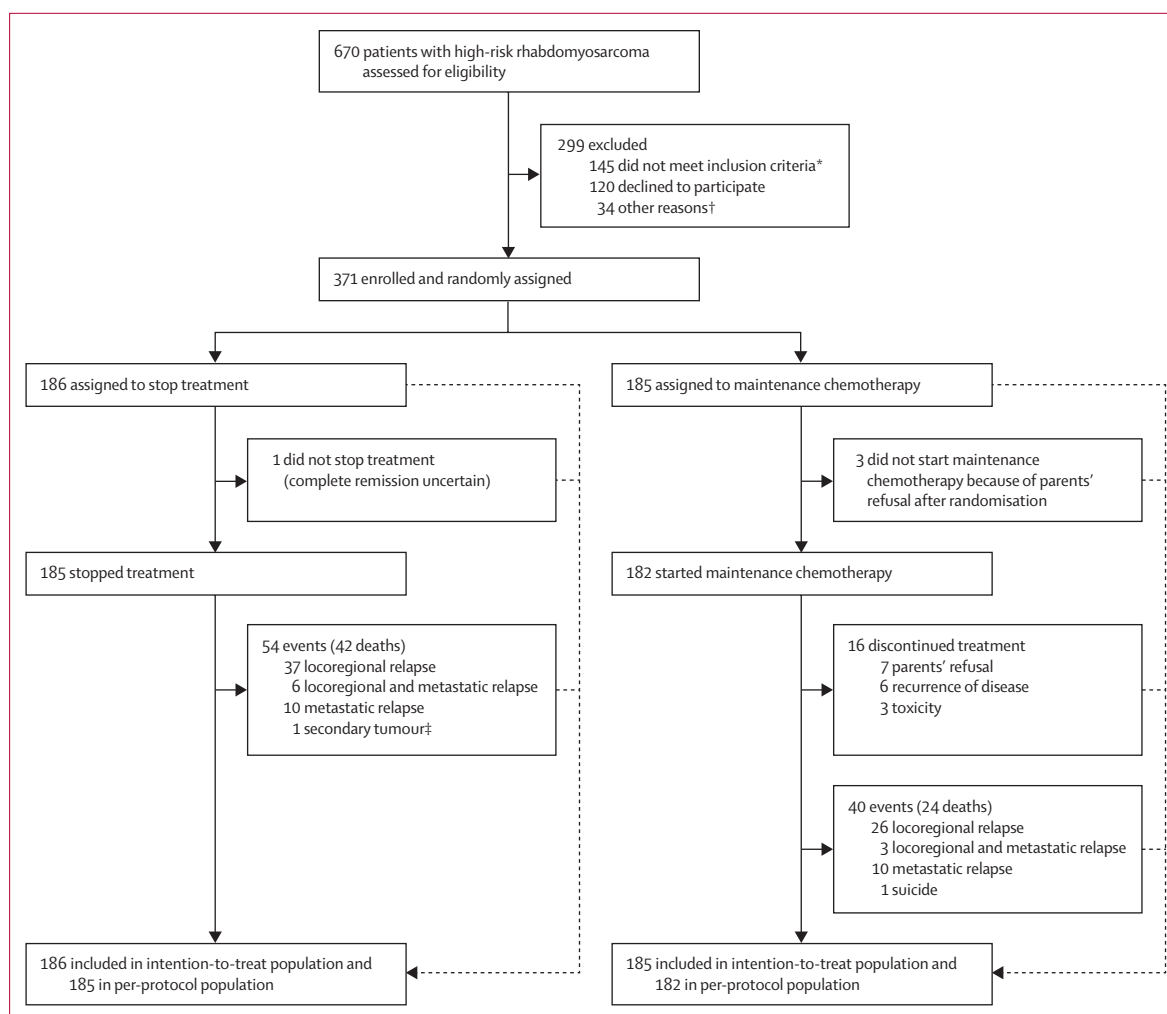 670 patients with high-risk rhabdomyosarcoma
assessed for eligibility
299 excluded
145 did not meet inclusion criteria*
120 declined to participate
34 other reasons†
371 enrolled and randomly assigned
186 assigned to stop treatment
185 assigned to maintenance chemotherapy
1 did not stop treatment
(complete remission uncertain)
3 did not start maintenance
chemotherapy because of parents’
refusal after randomisation
185 stopped treatment
182 started maintenance chemotherapy
54 events (42 deaths)
37 locoregional relapse
6 locoregional and metastatic relapse
10 metastatic relapse
1 secondary tumour‡
16 discontinued treatment
7 parents’ refusal
6 recurrence of disease
3 toxicity
40 events (24 deaths)
26 locoregional relapse
3 locoregional and metastatic relapse
10 metastatic relapse
1 suicide
186 included in intention-to-treat population and
185 in per-protocol population
185 included in intention-to-treat population and
182 in per-protocol population